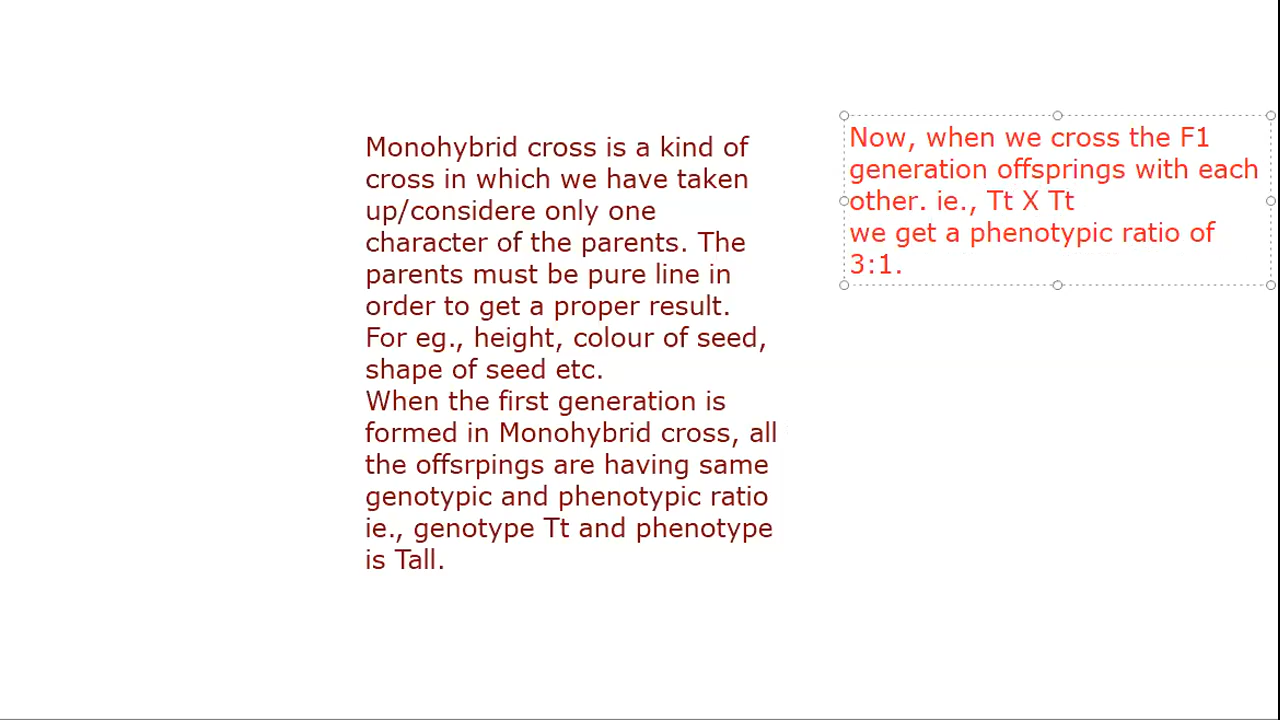 Monohybrid cross is a kind of
cross in which we have taken
up/considere only one
character of the parents. The
parents must be pure line in
order to get a proper result.
For eg., height, colour of seed,
shape of seed etc.
When the first generation is
formed in Monohybrid cross, all
the offsrpings are having same
genotypic and phenotypic ratio
ie., genotype Tt and phenotype
is Tall.
Now, when we cross the F1
generation offsprings with each
other. ie., Tt X Tt
we get a phenotypic ratio of
3:1.